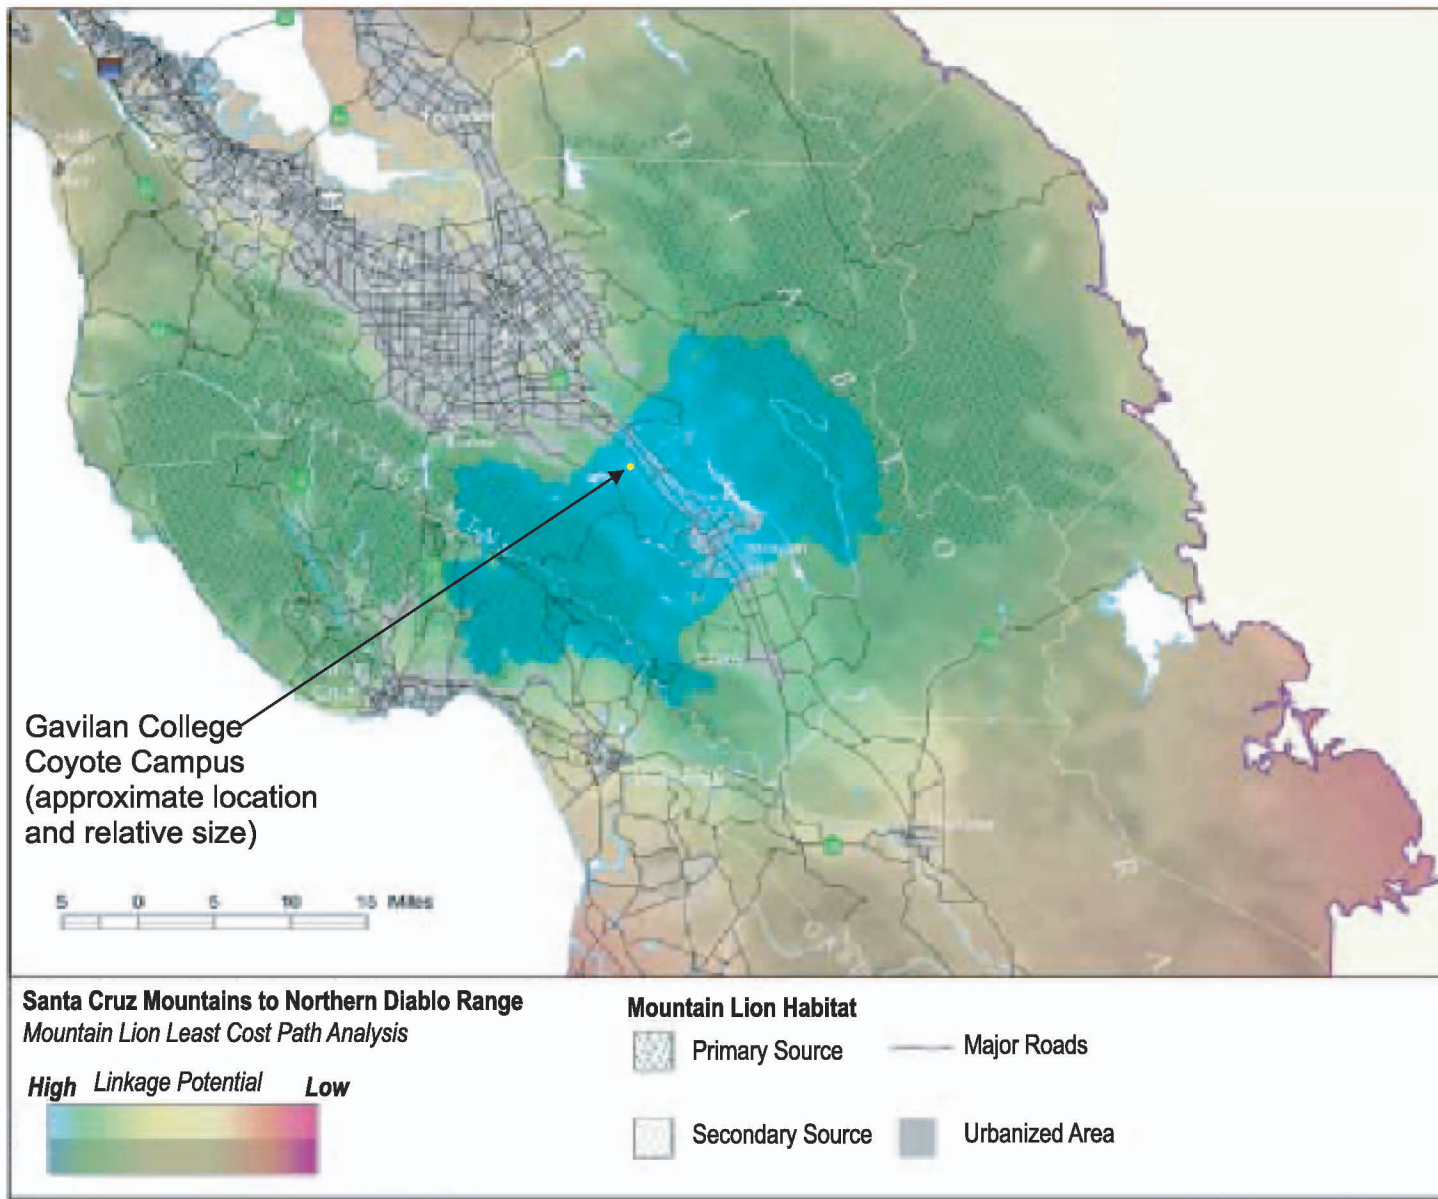 D
I
A
B
L
O
R
A
Gavilan College
Coyote Campus
(approximate location
and relative size)
5 0 5 10 15 Miles
Santa Cruz Mountains to Northern Diablo Range
Mountain Lion Least Cost Path Analysis
High Linkage Potential Low
Mountain Lion Habitat
Primary Source
Major Roads
Secondary Source
Urbanized Area